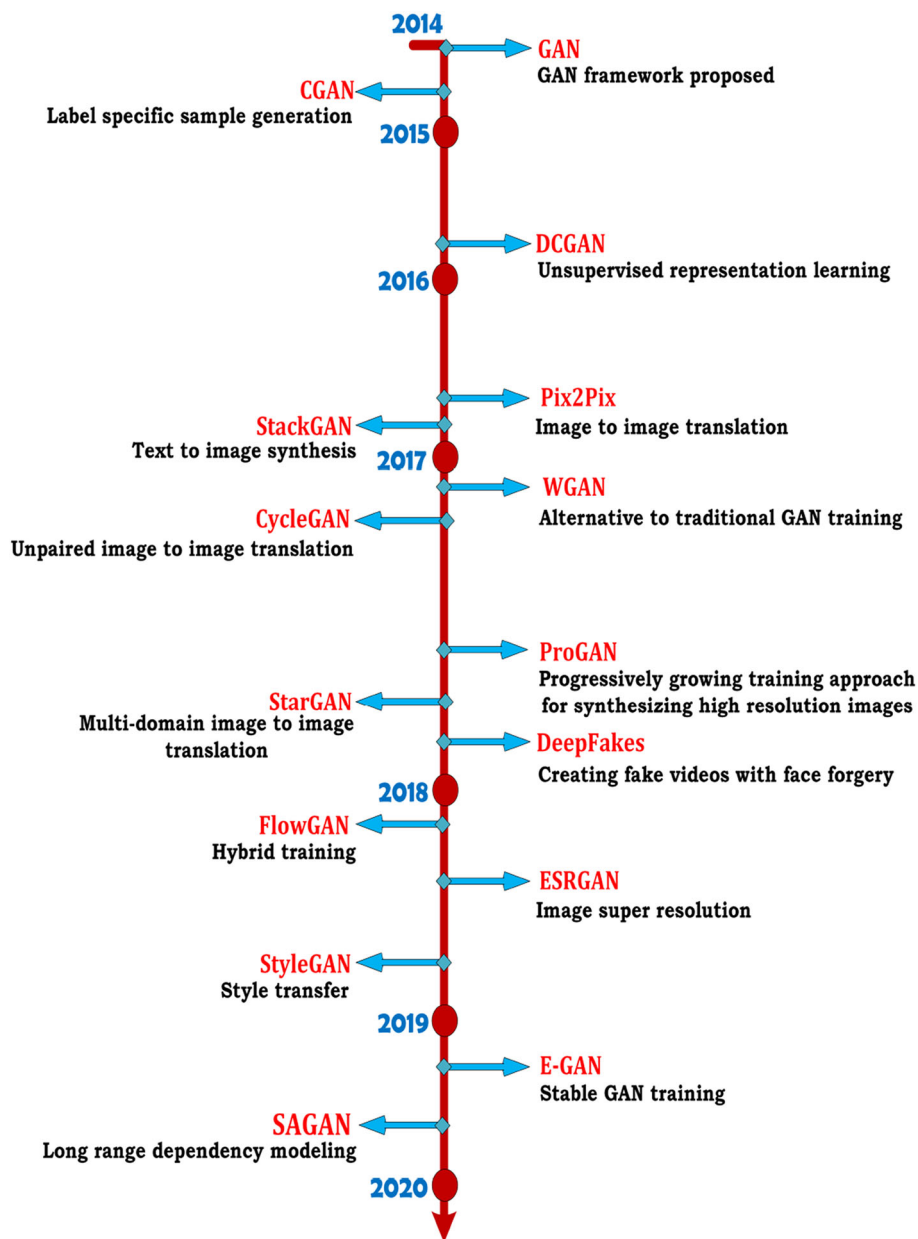 2014
GAN
GAN framework proposed
CGAN
Label specific sample generation
2015
DCGAN
Unsupervised representation learning
2016
Pix2Pix
Image to image translation
StackGAN
Text to image synthesis
2017
WGAN
Alternative to traditional GAN training
CycleGAN
Unpaired image to image translation
ProGAN
Progressively growing training approach
for synthesizing high resolution images
StarGAN
Multi-domain image to image
translation
DeepFakes
Creating fake videos with face forgery
2018
FlowGAN
Hybrid training
ESRGAN
Image super resolution
StyleGAN
Style transfer
2019
E-GAN
Stable GAN training
SAGAN
Long range dependency modeling
2020